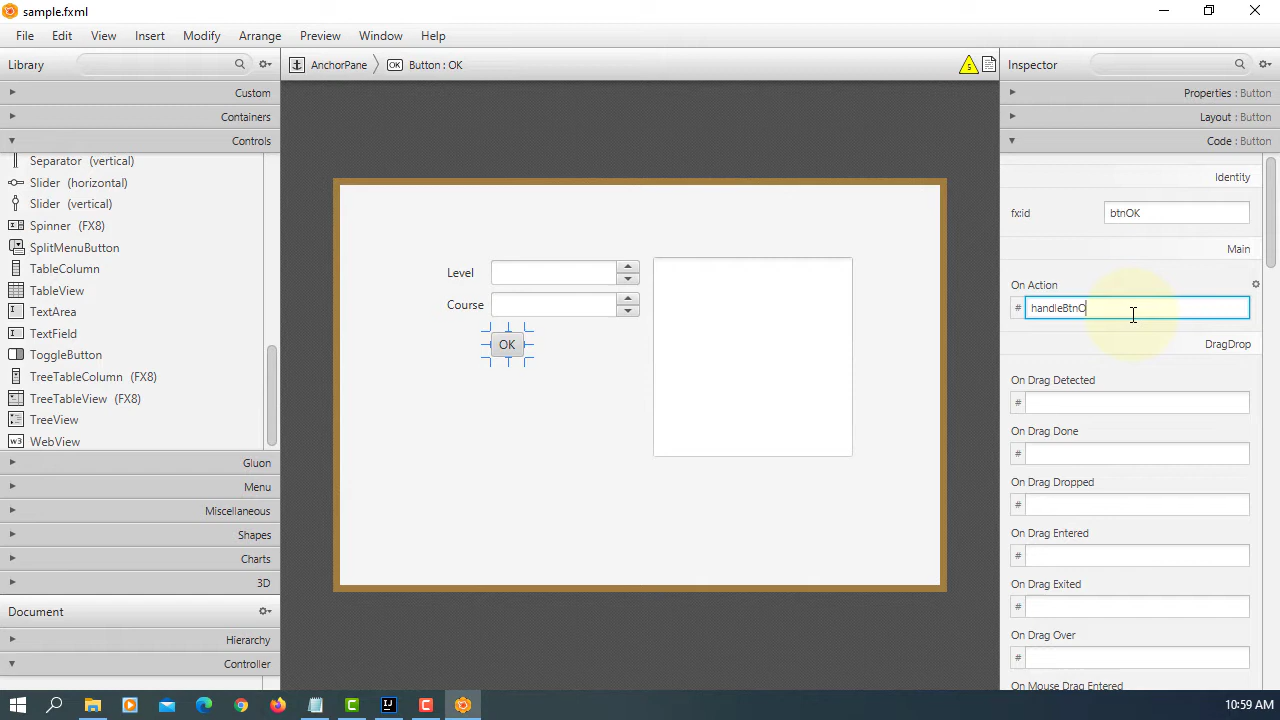 sample.fxml
File Edit View Insert Modify Arrange Preview Window Help
Library
AnchorPane
OK Button : OK
5
Inspector
Custom
Containers
Controls
Separator (vertical)
Slider (horizontal)
Slider (vertical)
Spinner (FX8)
SplitMenuButton
TableColumn
TableView
TextArea
TextField
ToggleButton
TreeTableColumn (FX8)
TreeTableView (FX8)
TreeView
W3 WebView
Gluon
Menu
Miscellaneous
Shapes
Charts
3D
Document
Hierarchy
Controller
Level
Course
OK
Properties : Button
Layout : Button
Code : Button
Identity
fx:id btnOK
Main
On Action
# handleBtnO
DragDrop
On Drag Detected
#
On Drag Done
#
On Drag Dropped
#
On Drag Entered
#
On Drag Exited
#
On Drag Over
#
On Mouse Drag Entered
10:59 AM